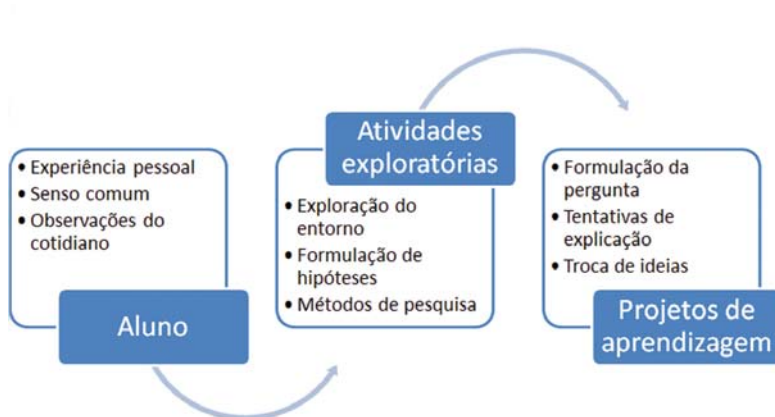 • Experiência pessoal
• Senso comum
• Observações do
cotidiano
Aluno
Atividades
exploratórias
• Exploração do
entorno
• Formulação de
hipóteses
• Métodos de pesquisa
• Formulação da
pergunta
• Tentativas de
explicação
• Troca de ideias
Projetos de
aprendizagem